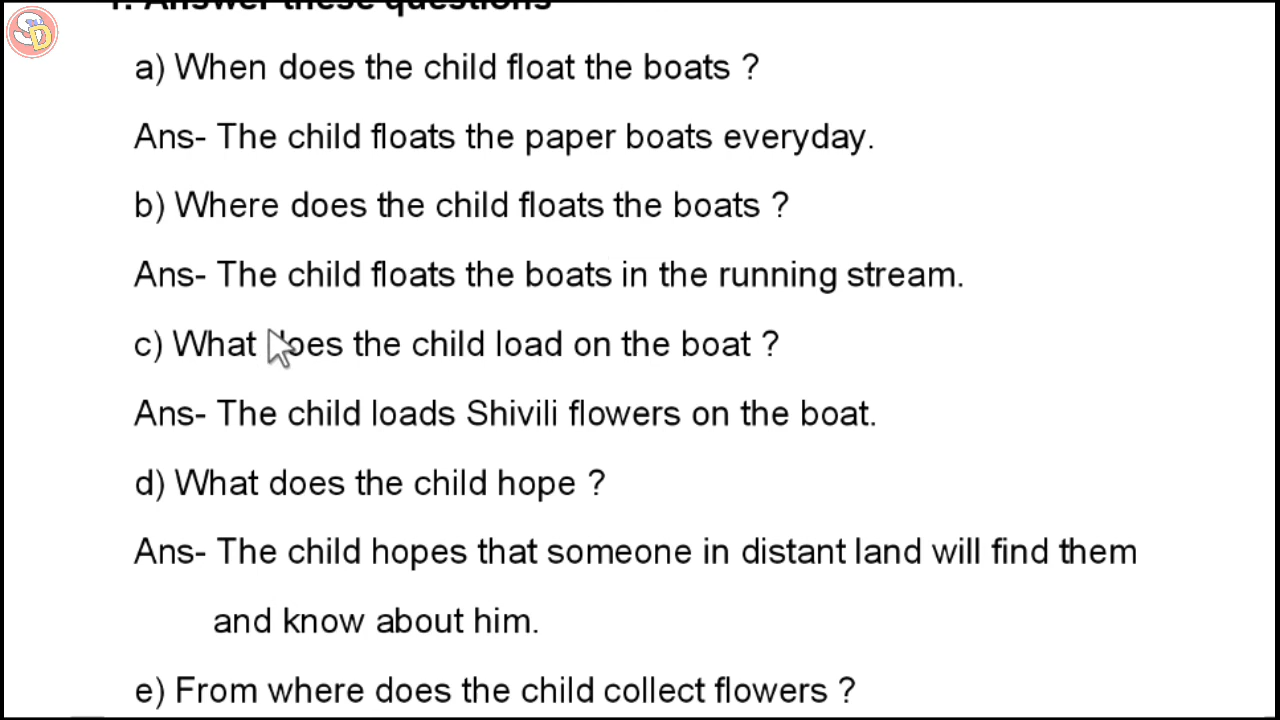 1. Answer these questions
a) When does the child float the boats ?
Ans- The child floats the paper boats everyday.
b) Where does the child floats the boats ?
Ans- The child floats the boats in the running stream.
c) What does the child load on the boat ?
Ans- The child loads Shivili flowers on the boat.
d) What does the child hope ?
Ans- The child hopes that someone in distant land will find them
and know about him.
e) From where does the child collect flowers ?